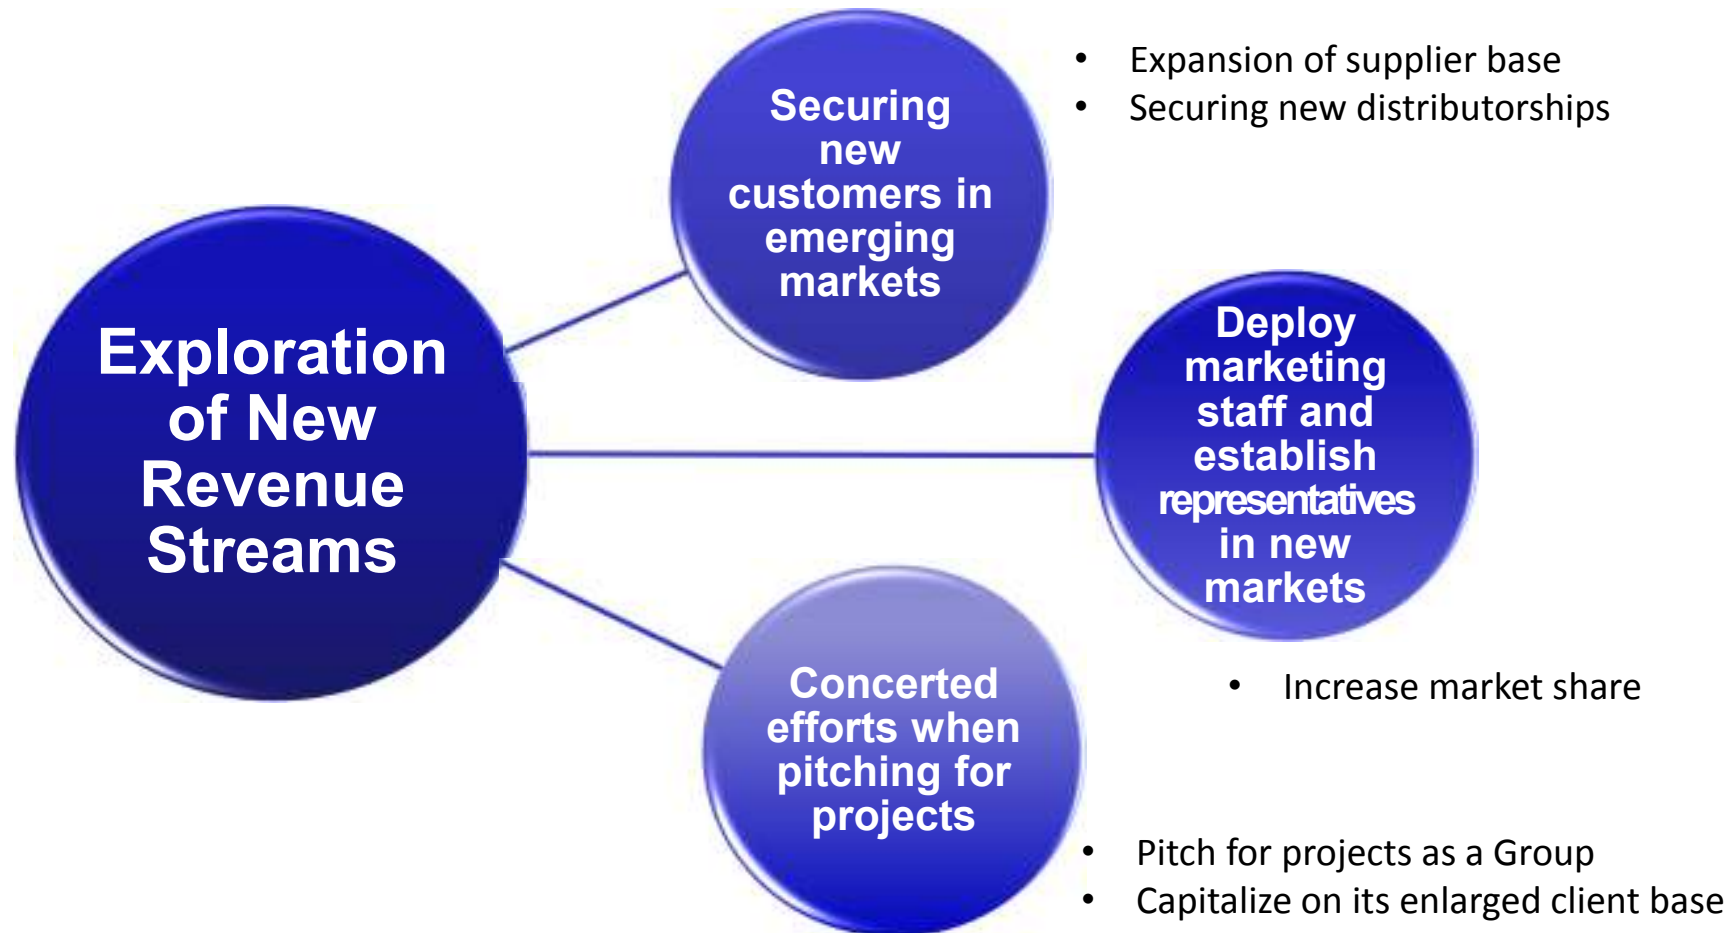 Exploration
of New
Revenue
Streams
Securing
new
customers in
emerging
markets
• Expansion of supplier base
• Securing new distributorships
Deploy
marketing
staff and
establish
representatives
in new
markets
• Increase market share
Concerted
efforts when
pitching for
projects
• Pitch for projects as a Group
• Capitalize on its enlarged client base